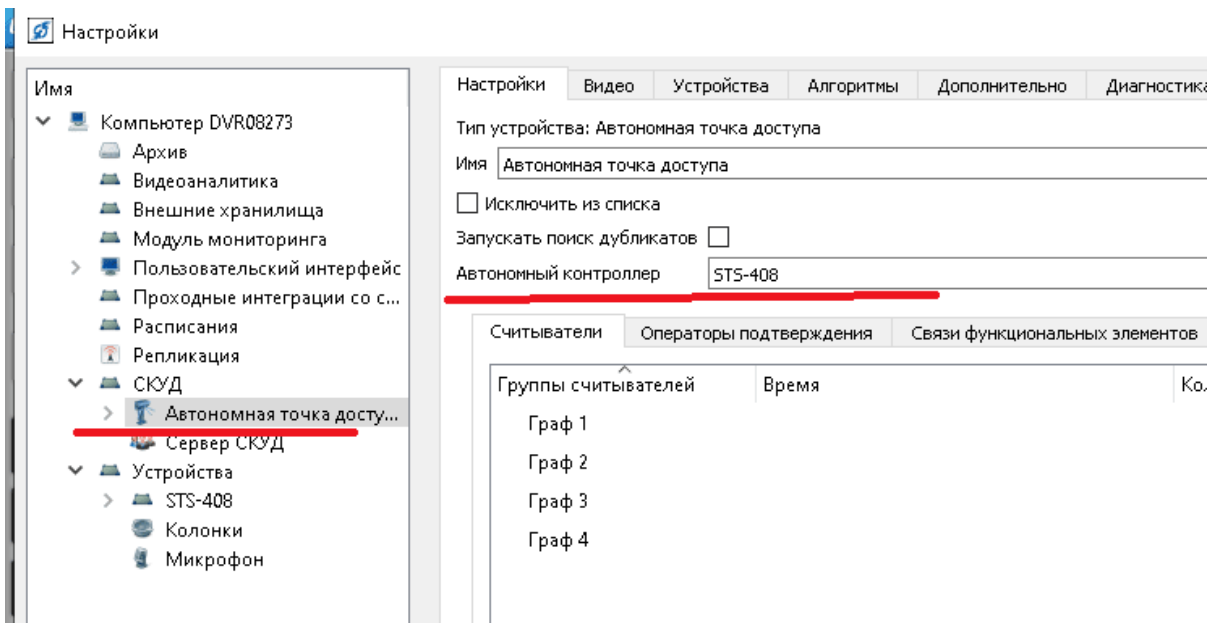 Настройки
Имя
Компьютер DVR08273
Архив
Видеоаналитика
Внешние хранилища
Модуль мониторинга
Пользовательский интерфейс
Проходные интеграции со с...
Расписания
Репликация
СКУД
Автономная точка досту...
Сервер СКУД
Устройства
STS-408
Колонки
Микрофон
Настройки Видео Устройства Алгоритмы Дополнительно Диагностика
Тип устройства: Автономная точка доступа
Имя Автономная точка доступа
Исключить из списка
Запускать поиск дубликатов
Автономный контроллер STS-408
Считыватели Операторы подтверждения Связи функциональных элементов
Группы считывателей Время
Граф 1
Граф 2
Граф 3
Граф 4